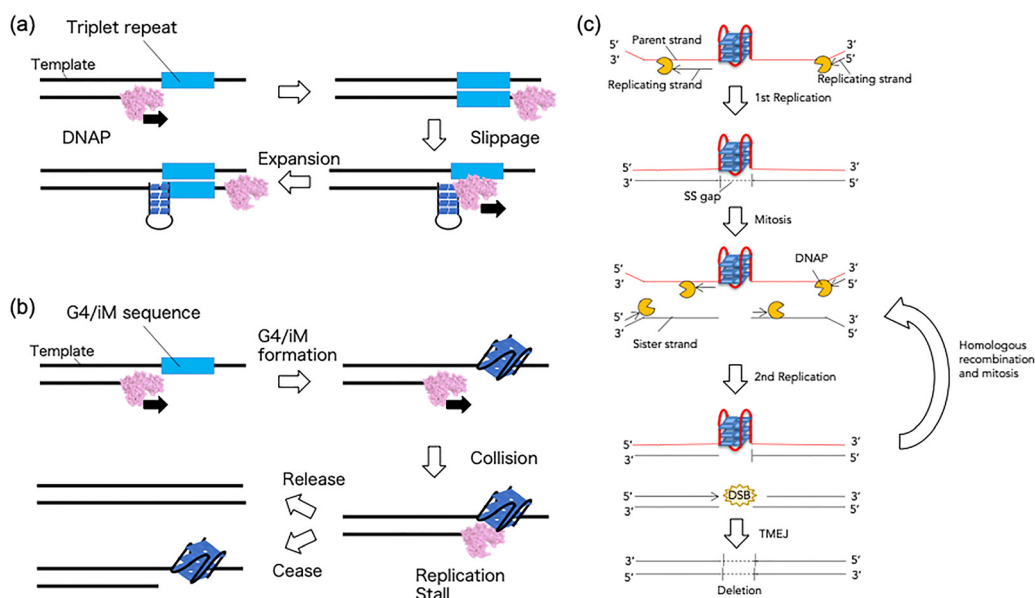 (a)
Triplet repeat
Template
DNAP
Slippage
Expansion
(b)
G4/iM sequence
Template
G4/iM
formation
Collision
Release
Cease
Replication
Stall
(c)
5’
3’
Parent strand
3’
5’
Replicating strand
Replicating strand
1st Replication
5’
3’
3’
5’
SS gap
Mitosis
DNAP
5’
3’
3’
5’
5’
3’
3’
5’
Sister strand
Homologous
recombination
and mitosis
2nd Replication
5’
3’
3’
5’
5’
DSB
3’
3’
5’
TMEJ
3’
5’
5’
3’
Deletion